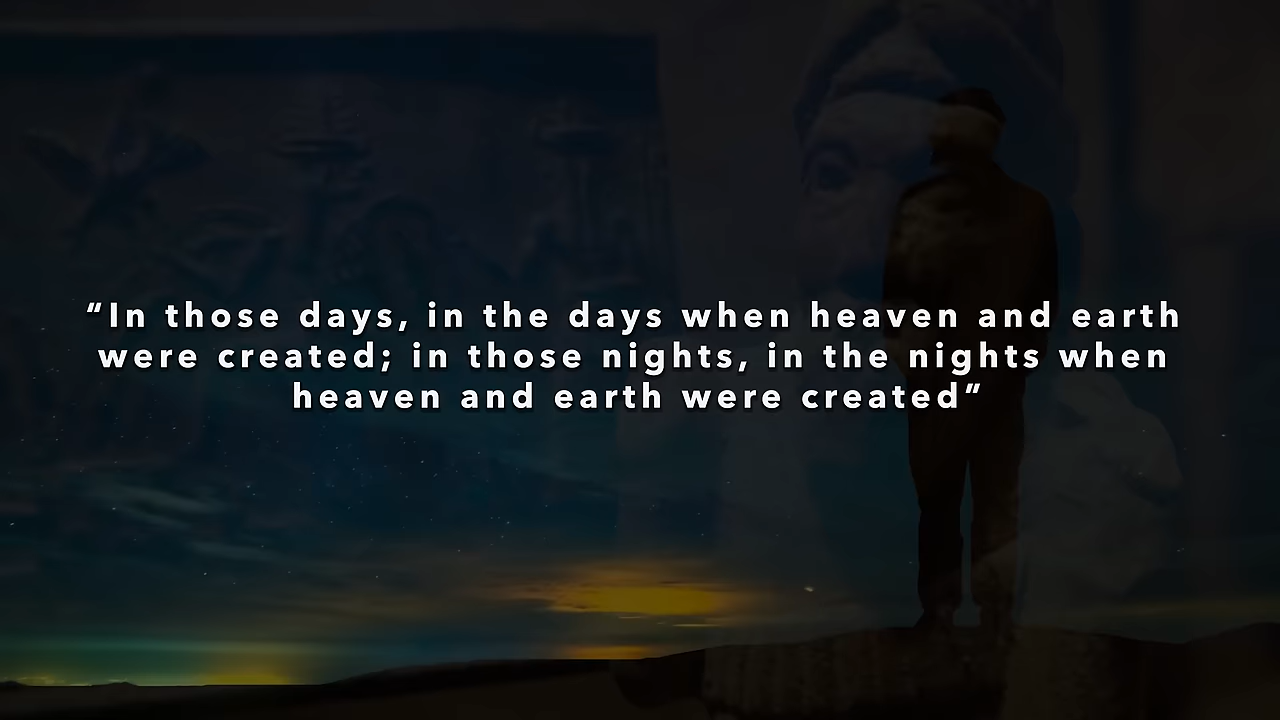 “In those days, in the days when heaven and earth
were created; in those nights, in the nights when
heaven and earth were created”